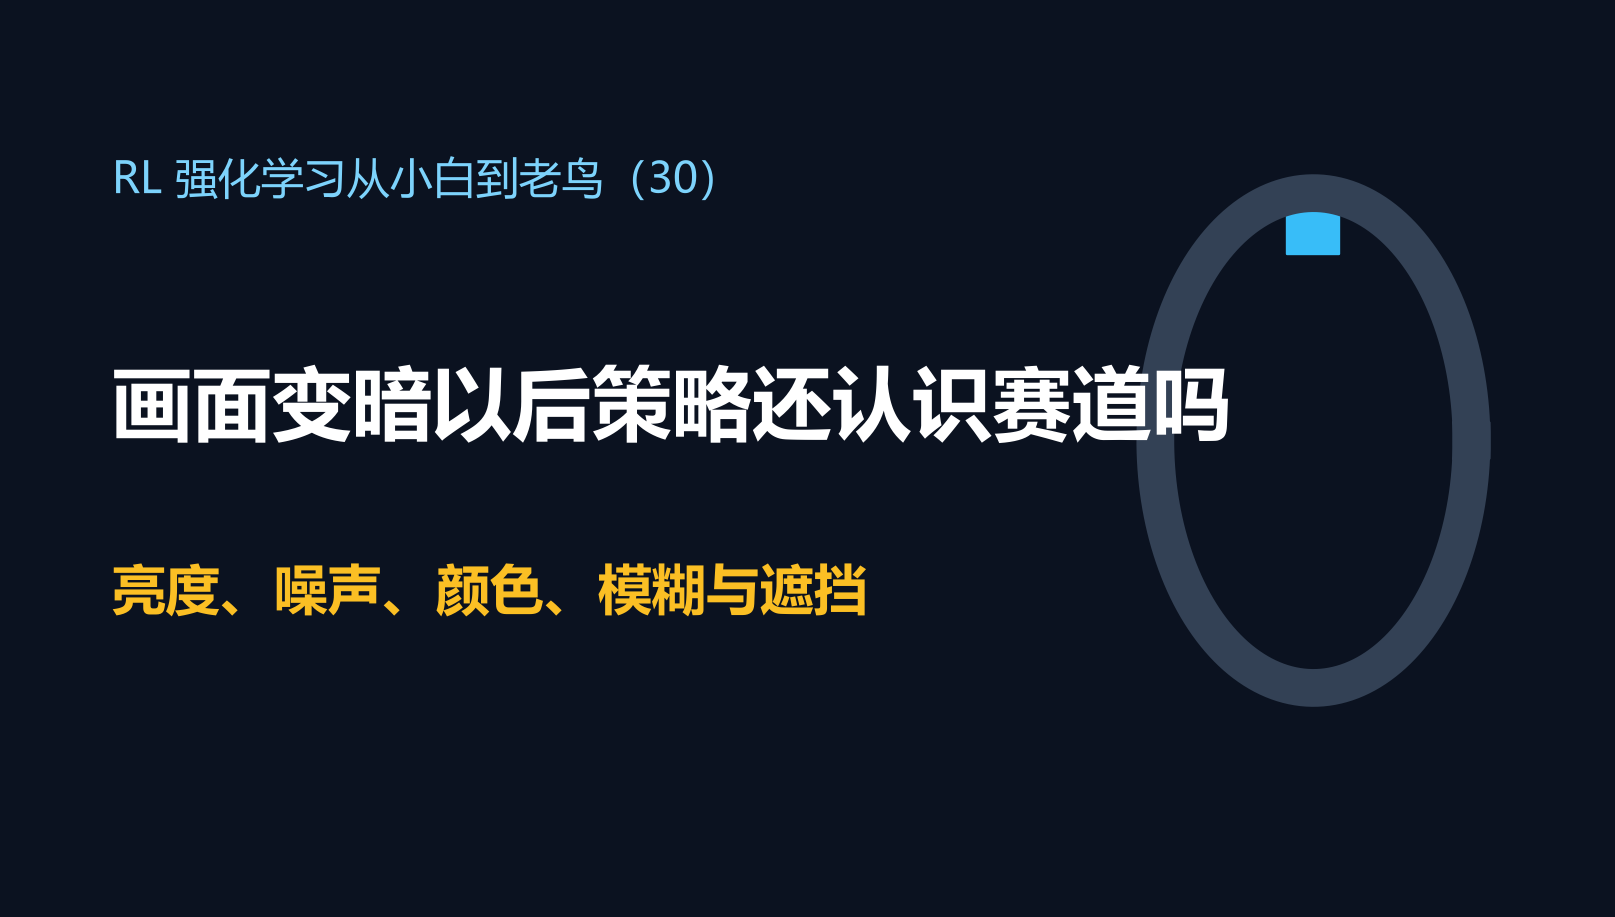 RL 强化学习从小白到老鸟（30）
画面变暗以后策略还认识赛道吗
亮度、噪声、颜色、模糊与遮挡